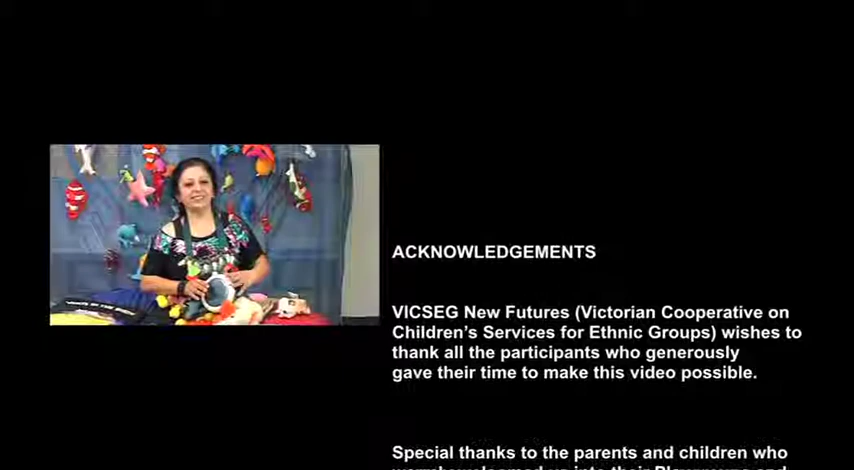 ACKNOWLEDGEMENTS
VICSEG New Futures (Victorian Cooperative on
Children's Services for Ethnic Groups) wishes to
thank all the participants who generously
gave their time to make this video possible.
Special thanks to the parents and children who